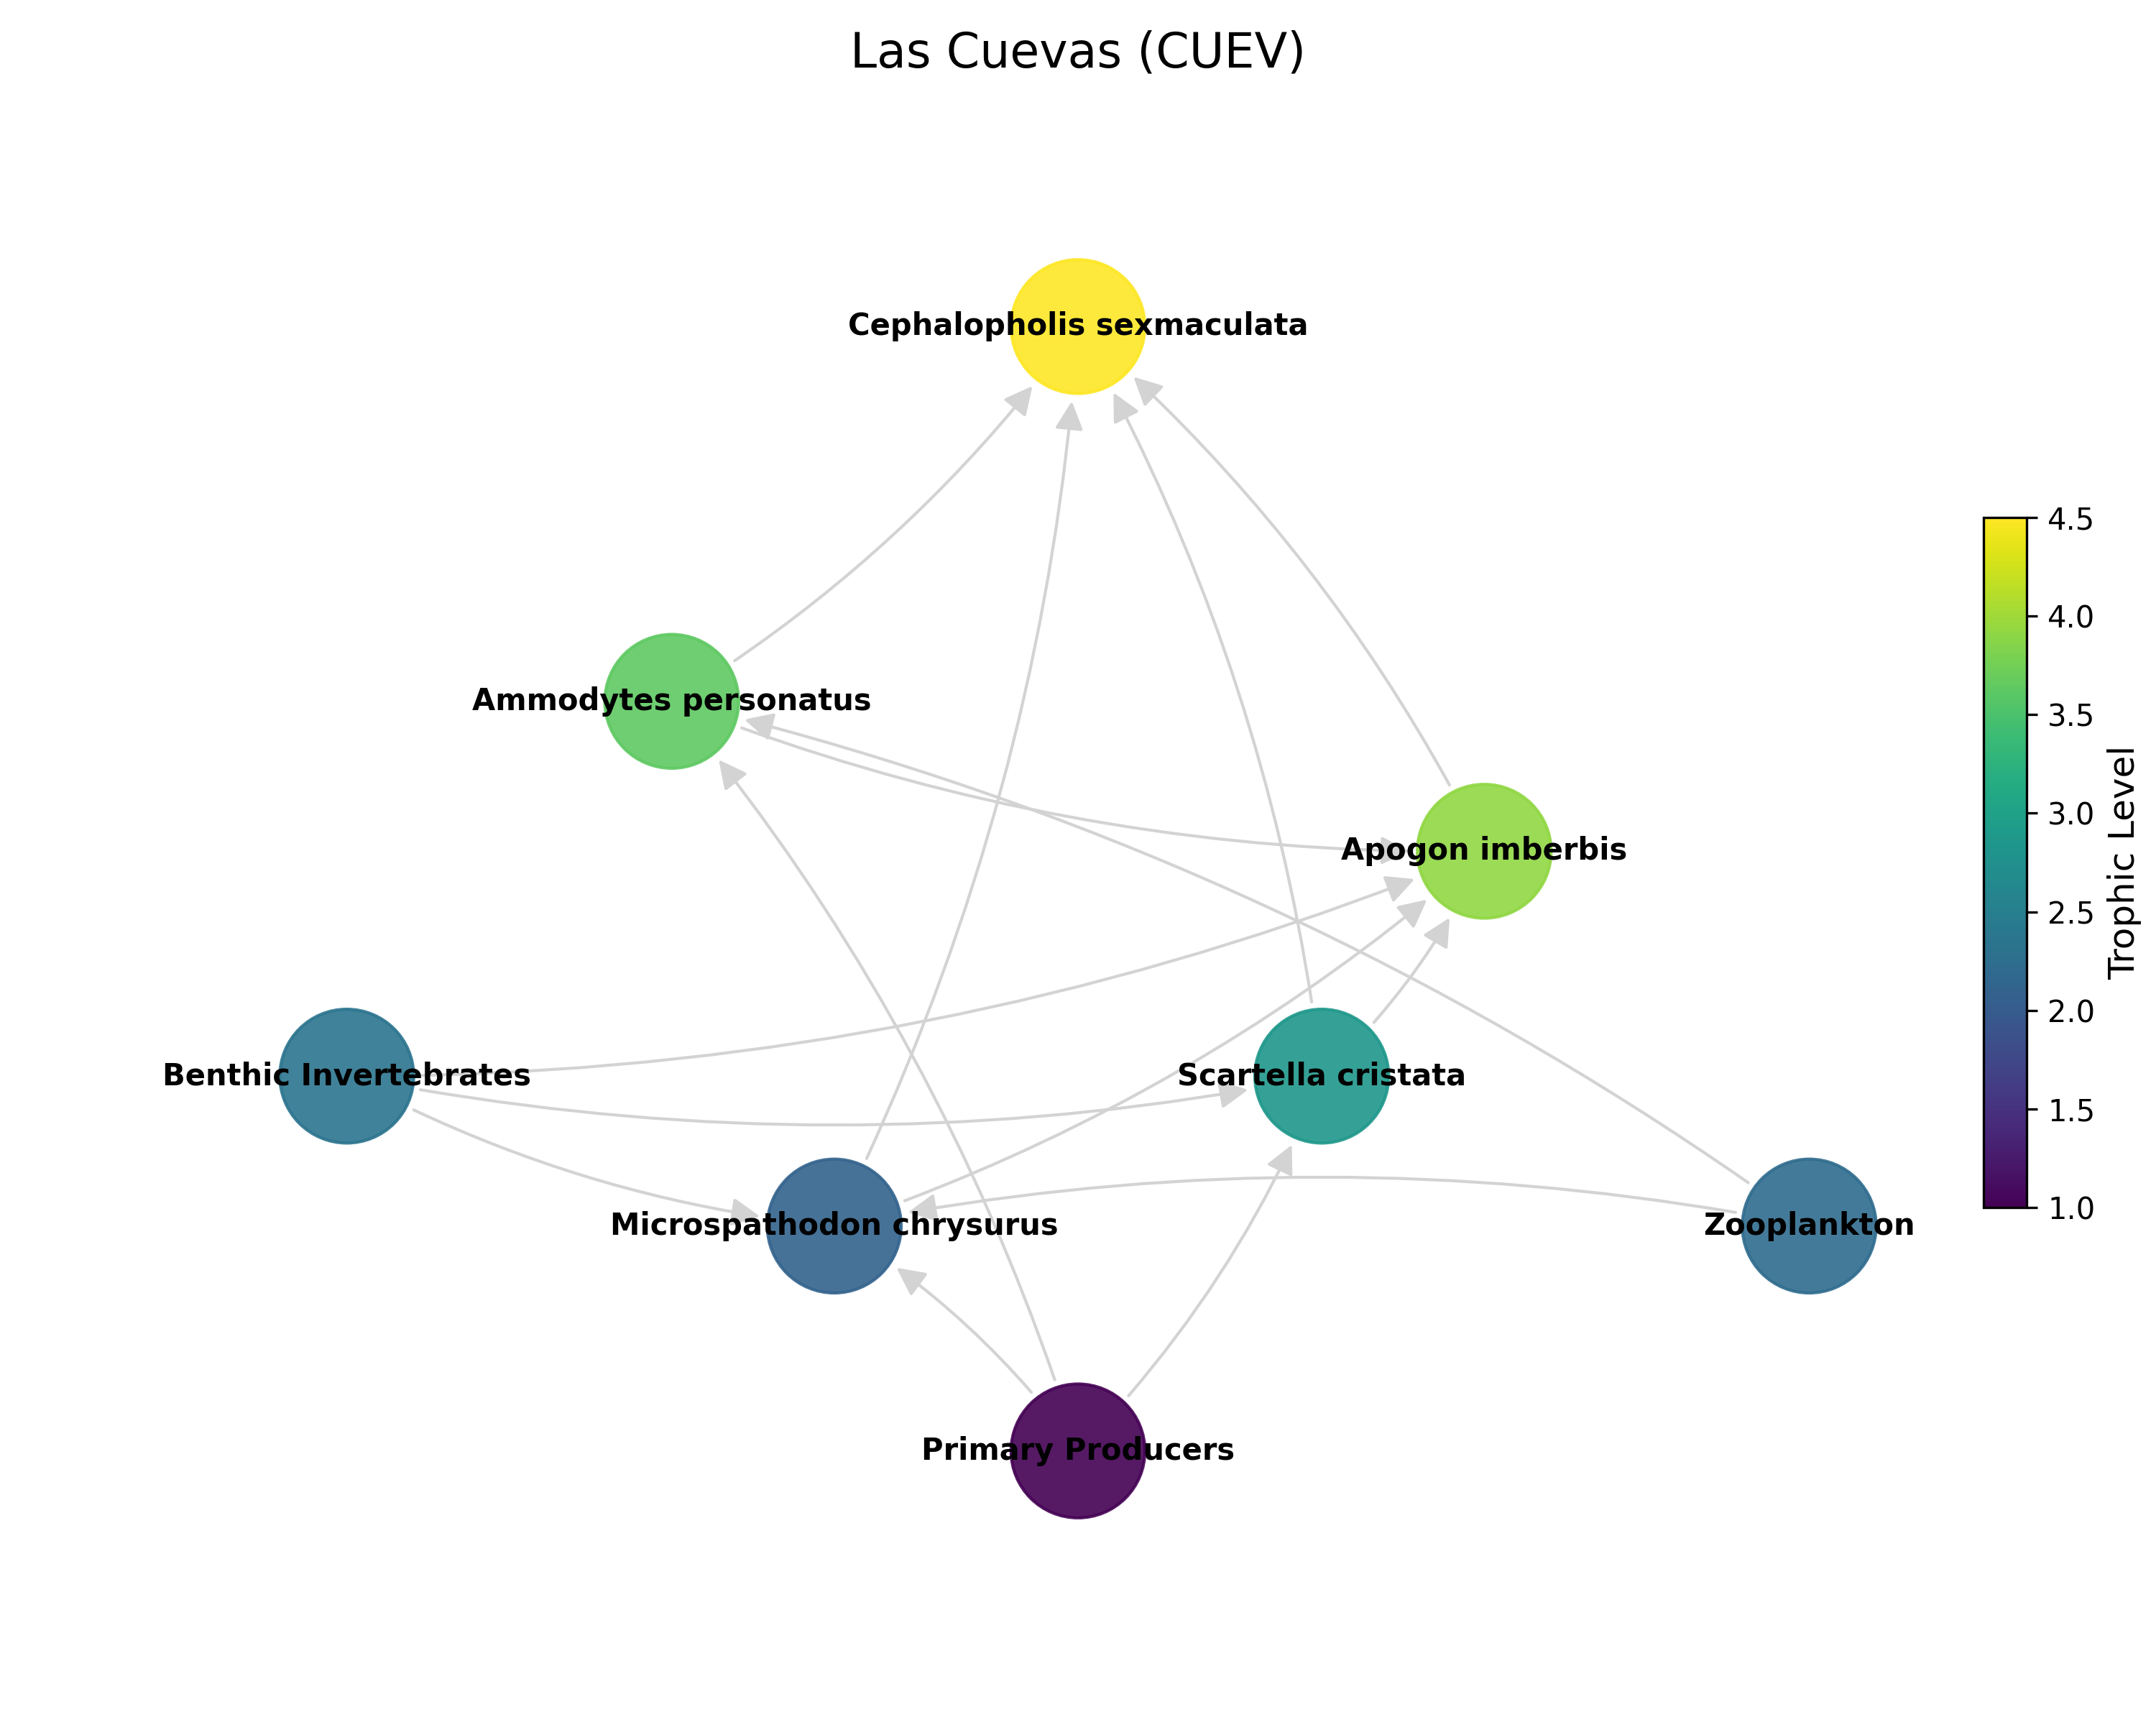 Las Cuevas (CUEV)
Cephalopholis sexmaculata
Ammodytes personatus
Apogon imberbis
Benthic Invertebrates
Scartella cristata
Microspathodon chrysurus
Zooplankton
Primary Producers
4.5
4.0
3.5
3.0
2.5
2.0
1.5
1.0
Trophic Level